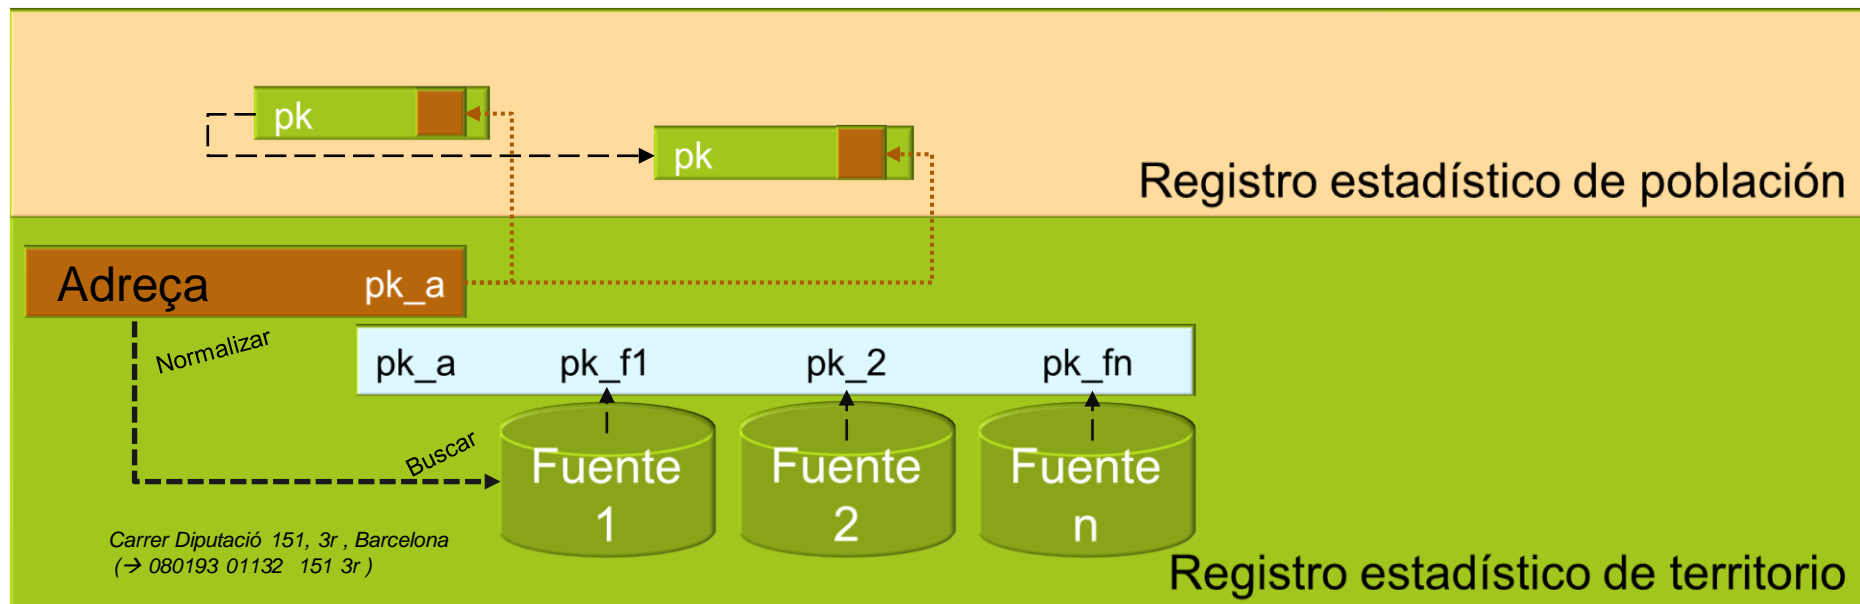 pk
pk
Registro estadístico de población
Adreça pk_a
Normalizar
pk_a pk_f1 pk_2 pk_fn
Buscar
Fuente
1
Fuente
2
Fuente
n
Carrer Diputació 151, 3r , Barcelona
(→ 080193 01132 151 3r )
Registro estadístico de territorio